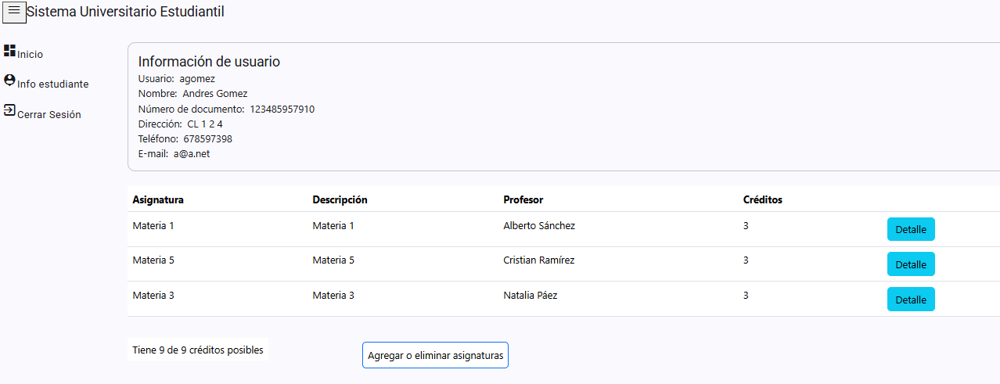 Sistema Universitario Estudiantil
Inicio
Info estudiante
Cerrar Sesión
Información de usuario
Usuario: agomez
Nombre: Andres Gomez
Número de documento: 123485957910
Dirección: CL 1 2 4
Teléfono: 678597398
E-mail: a@a.net
Asignatura Descripción Profesor Créditos
Materia 1 Materia 1 Alberto Sánchez 3 Detalle
Materia 5 Materia 5 Cristian Ramírez 3 Detalle
Materia 3 Materia 3 Natalia Páez 3 Detalle
Tiene 9 de 9 créditos posibles Agregar o eliminar asignaturas